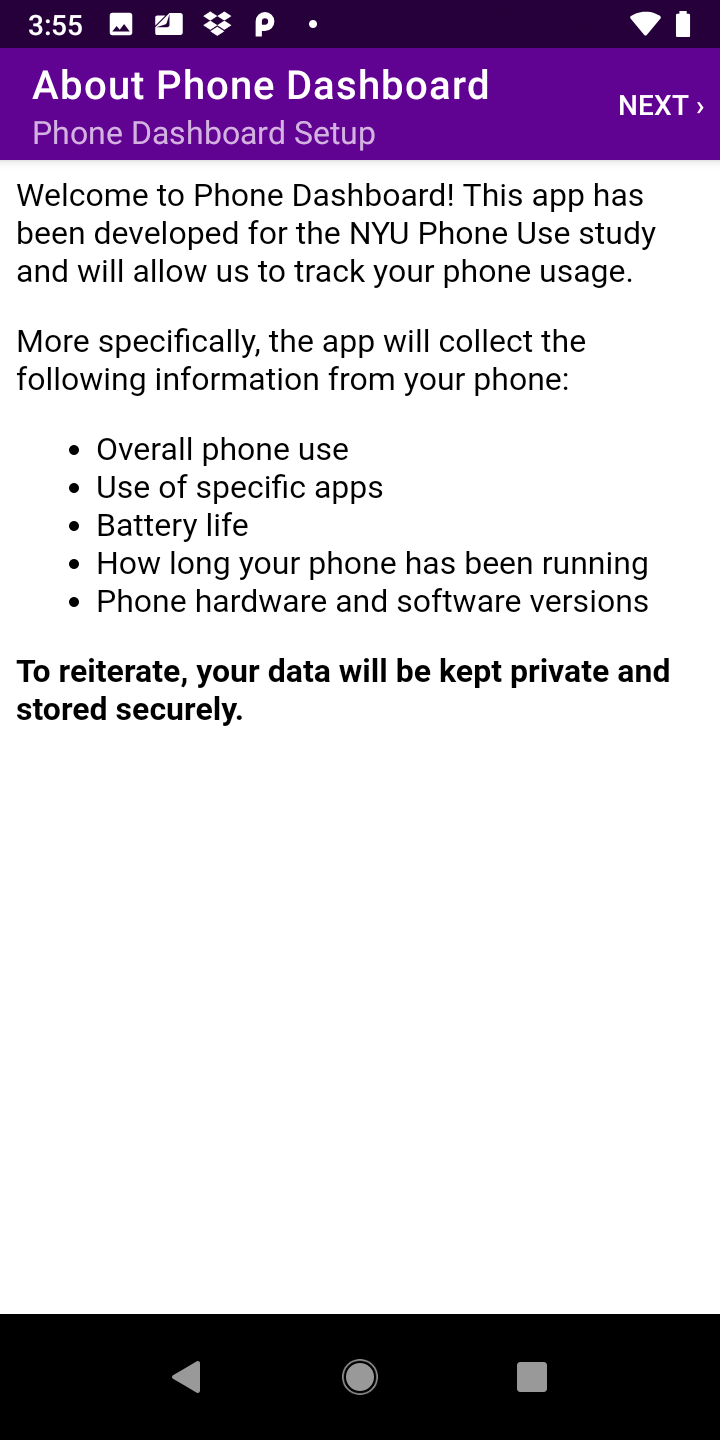 3:55
About Phone Dashboard
Phone Dashboard Setup
NEXT ›
Welcome to Phone Dashboard! This app has
been developed for the NYU Phone Use study
and will allow us to track your phone usage.
More specifically, the app will collect the
following information from your phone:
• Overall phone use
• Use of specific apps
• Battery life
• How long your phone has been running
• Phone hardware and software versions
To reiterate, your data will be kept private and
stored securely.